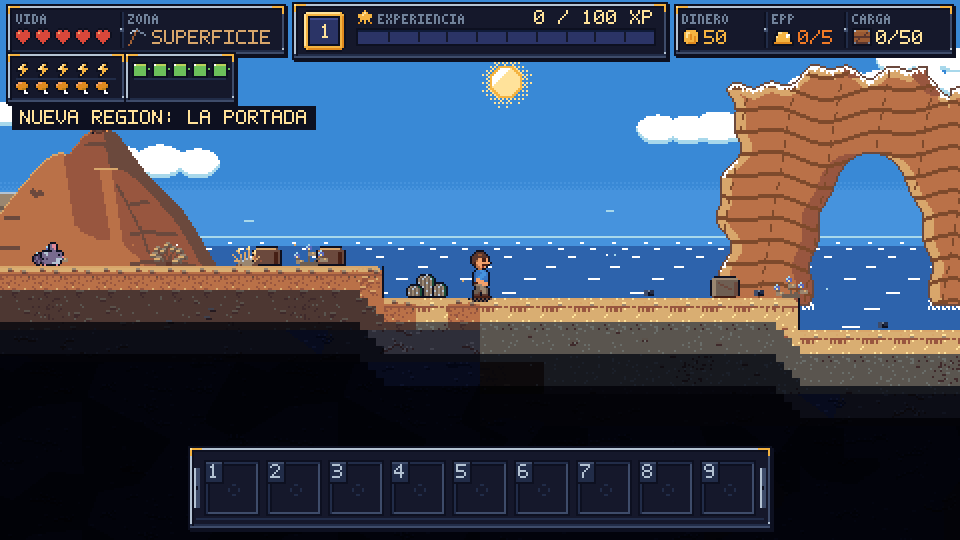 VIDA
ZONA
SUPERFICIE
1
EXPERIENCIA
0 / 100 XP
DINERO
50
EPP
0/5
CARGA
0/50
NUEVA REGION: LA PORTADA
1 2 3 4 5 6 7 8 9